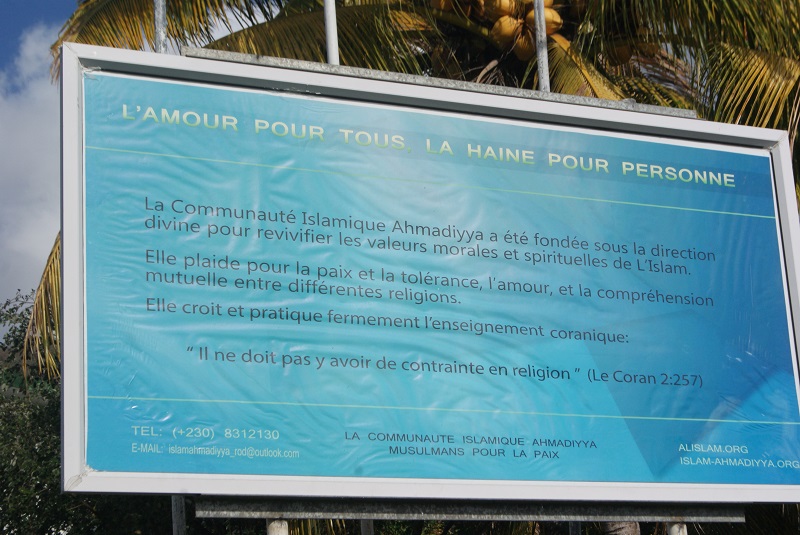 L'AMOUR POUR TOUS, LA HAINE POUR PERSONNE
La Communauté Islamique Ahmadiyya a été fondée sous la direction
divine pour revivifier les valeurs morales et spirituelles de L'Islam.
Elle plaide pour la paix et la tolérance, l'amour, et la compréhension
mutuelle entre différentes religions.
Elle croit et pratique fermement l'enseignement coranique:
" Il ne doit pas y avoir de contrainte en religion " (Le Coran 2:257)
TEL: (+230) 8312130
E-MAIL: islamahmadiyya_rod@outlook.com
LA COMMUNAUTE ISLAMIQUE AHMADIYYA
MUSULMANS POUR LA PAIX
ALISLAM.ORG
ISLAM-AHMADIYYA.ORG